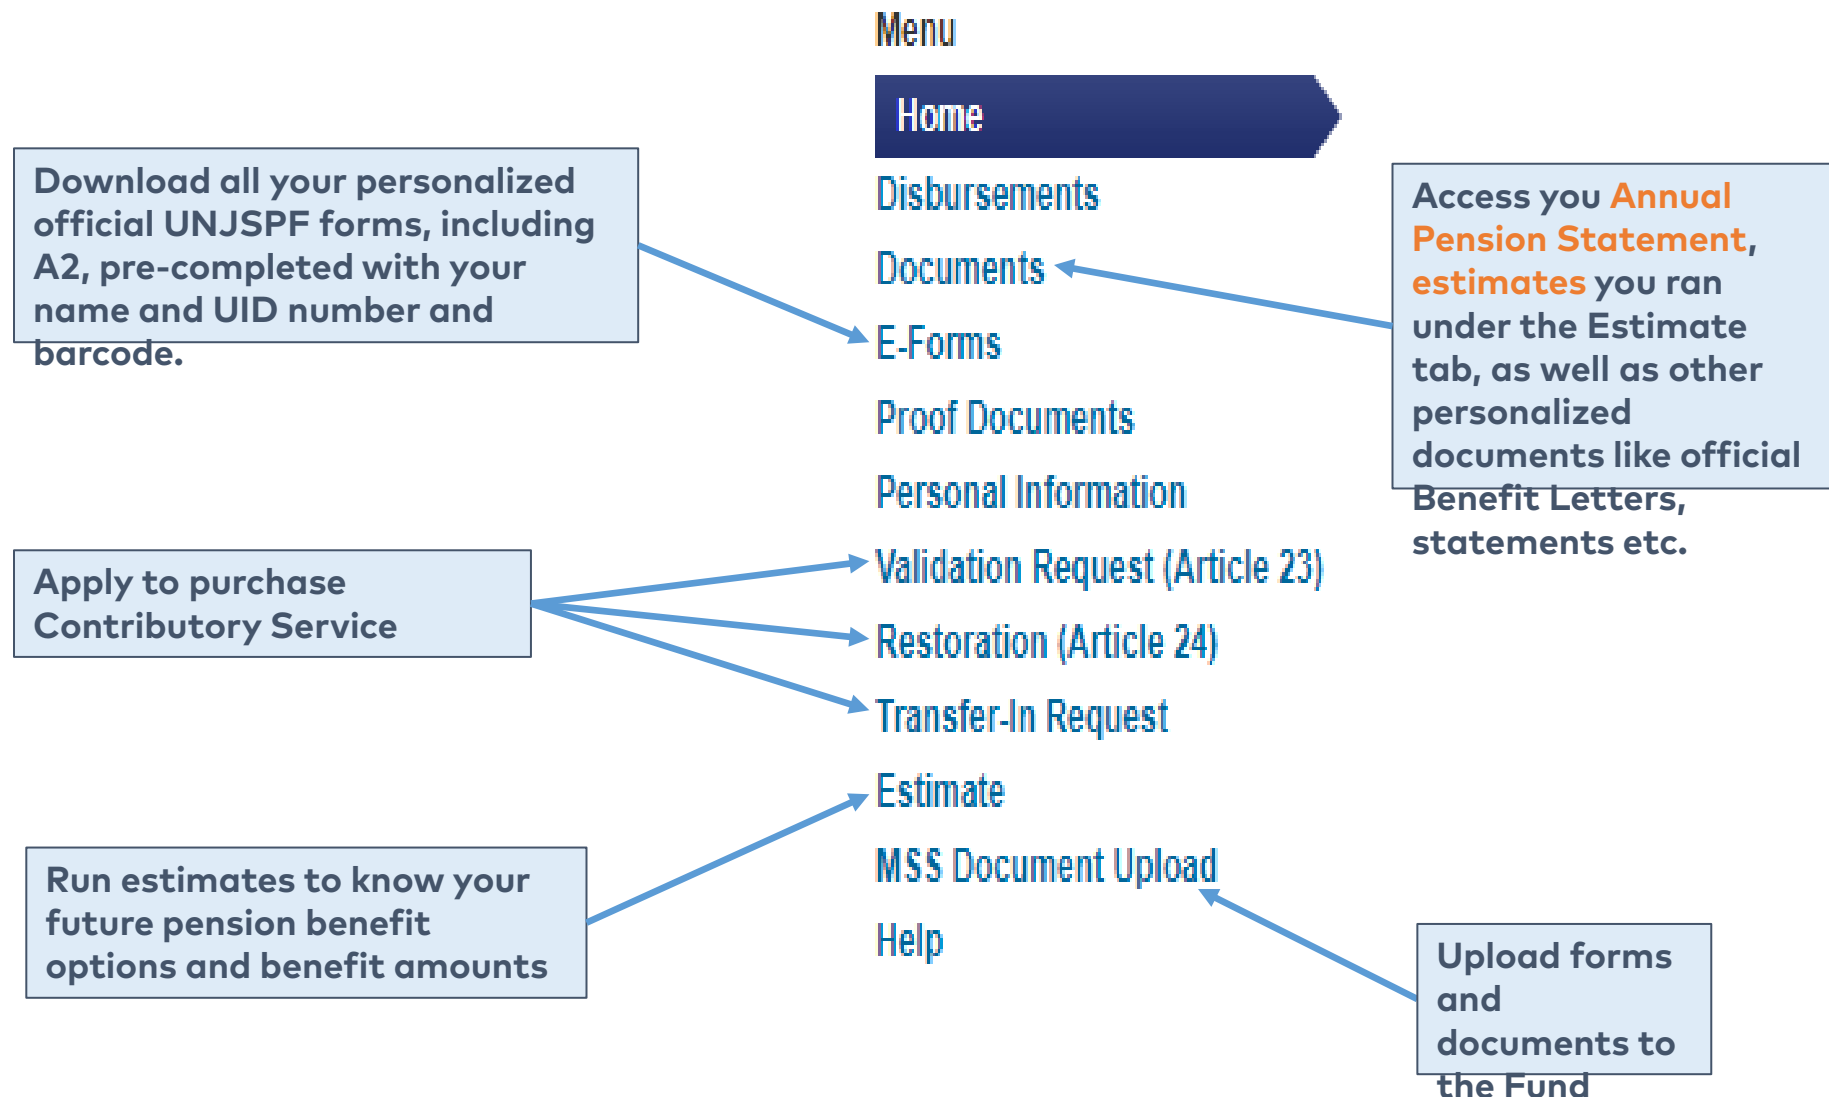 Menu
Home
Disbursements
Documents
E-Forms
Proof Documents
Personal Information
Validation Request (Article 23)
Restoration (Article 24)
Transfer-In Request
Estimate
MSS Document Upload
Help
Download all your personalized
official UNJSPF forms, including
A2, pre-completed with your
name and UID number and
barcode.
Apply to purchase
Contributory Service
Run estimates to know your
future pension benefit
options and benefit amounts
Access you Annual
Pension Statement,
estimates you ran
under the Estimate
tab, as well as other
personalized
documents like official
Benefit Letters,
statements etc.
Upload forms
and
documents to
the Fund